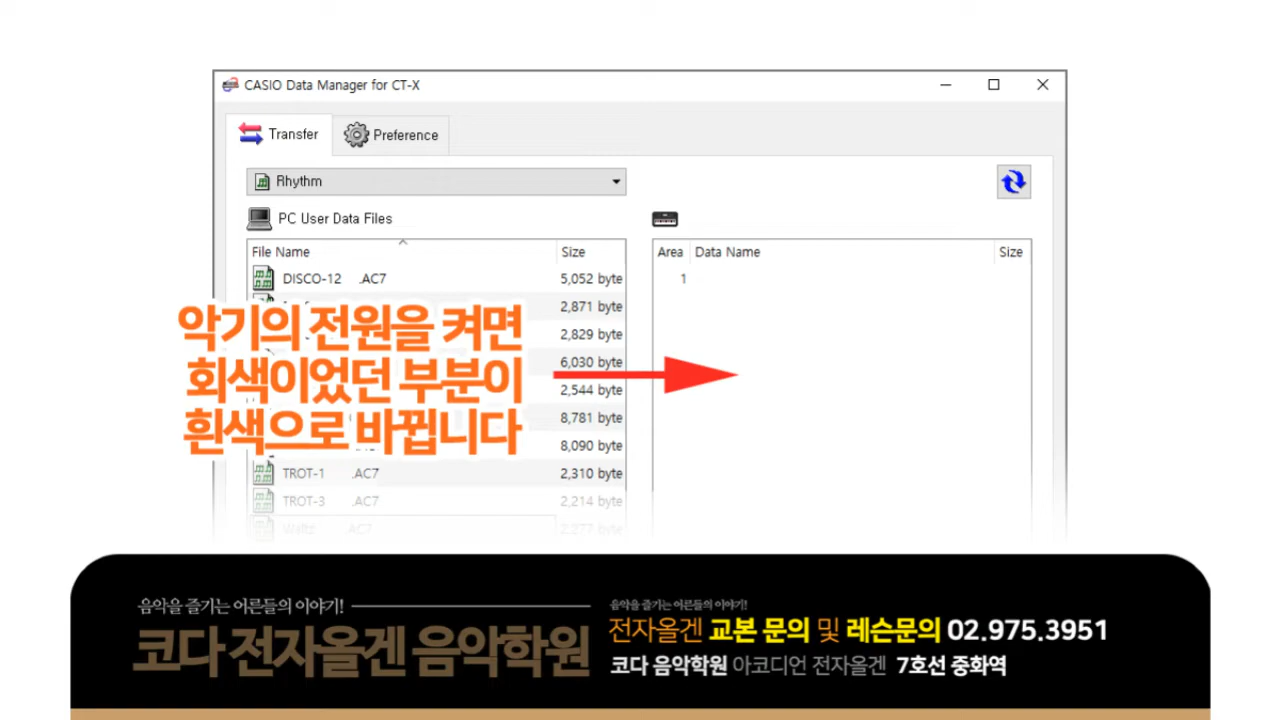 CASIO Data Manager for CT-X
Transfer
Preference
Rhythm
PC User Data Files
File Name Size
Area Data Name Size
DISCO-12 .AC7 5,052 byte
1
2,871 byte
2,829 byte
6,030 byte
2,544 byte
8,781 byte
8,090 byte
악기의 전원을 켜면
회색이었던 부분이
흰색으로 바뀝니다
TROT-1 .AC7 2,310 byte
TROT-3 .AC7 2,214 byte
Waltz .AC7 2,277 byte
음악을 즐기는 어른들의 이야기!
코다 전자올겐 음악학원
음악을 즐기는 어른들의 이야기!
전자올겐 교본 문의 및 레슨문의 02.975.3951
코다 음악학원 아코디언 전자올겐 7호선 중화역